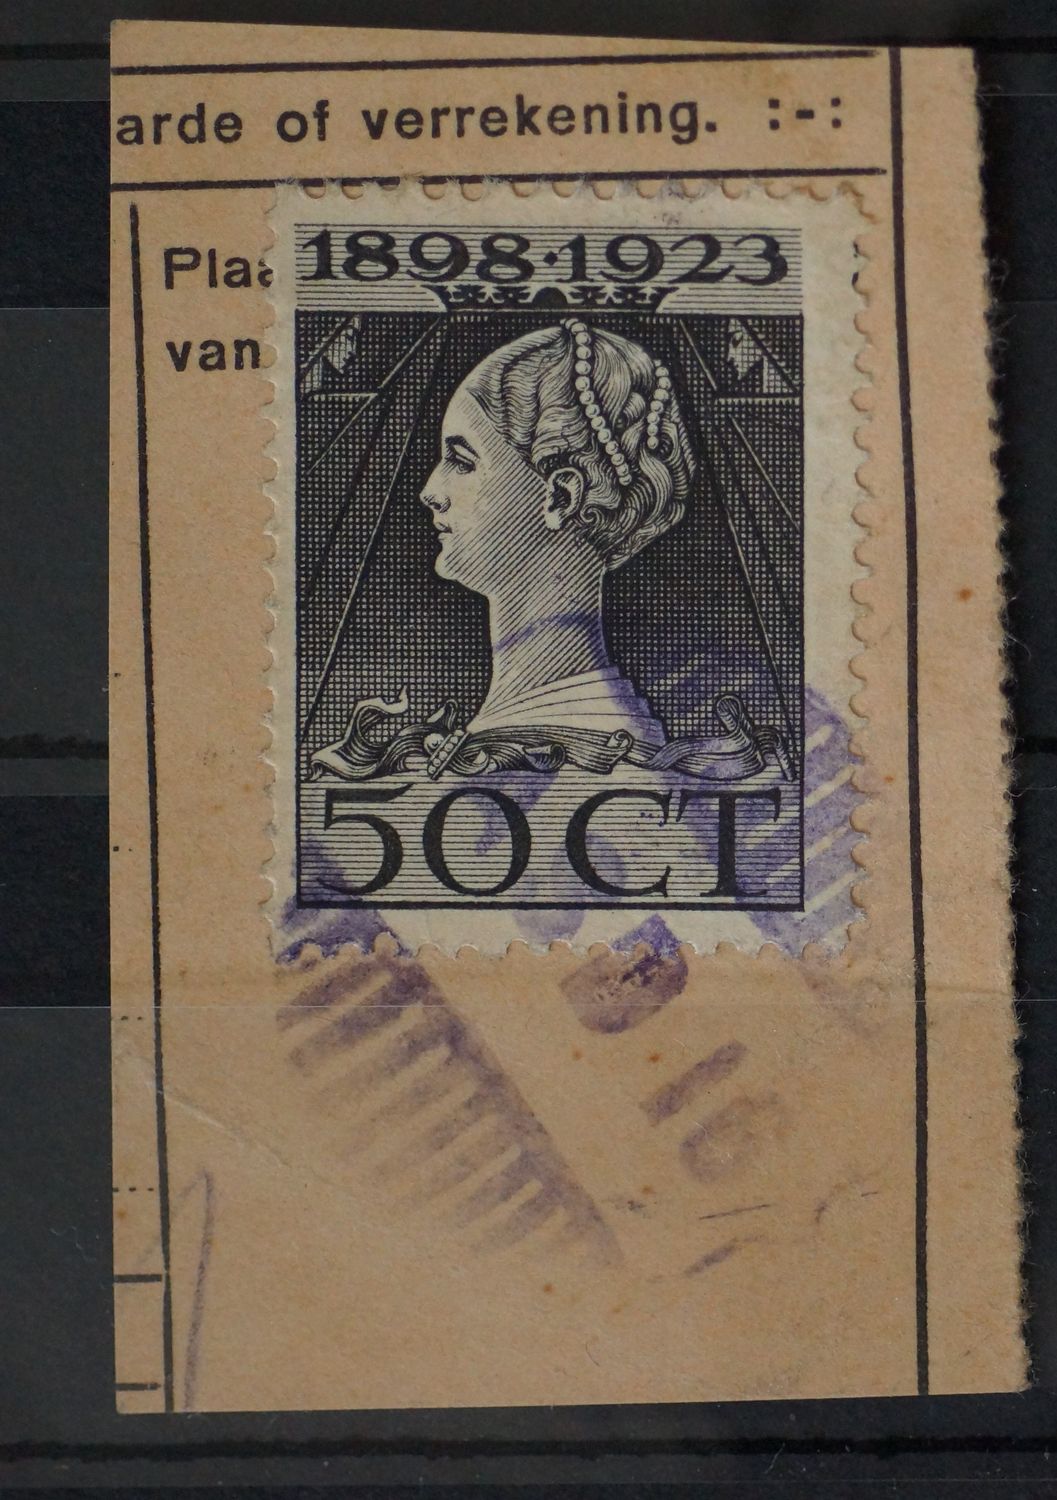 arde of verrekening. :-:
Plaa
van
1898·1923
50 CT